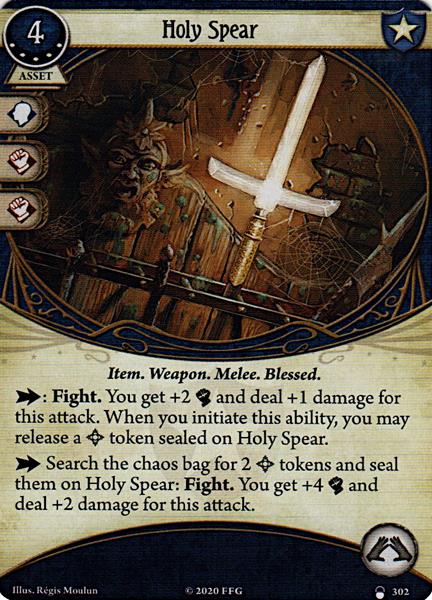 4
Holy Spear
ASSET
Item. Weapon. Melee. Blessed.
: Fight. You get +2 and deal +1 damage for
this attack. When you initiate this ability, you may
release a token sealed on Holy Spear.
Search the chaos bag for 2 tokens and seal
them on Holy Spear: Fight. You get +4 and
deal +2 damage for this attack.
Illus. Régis Moulun © 2020 FFG 302